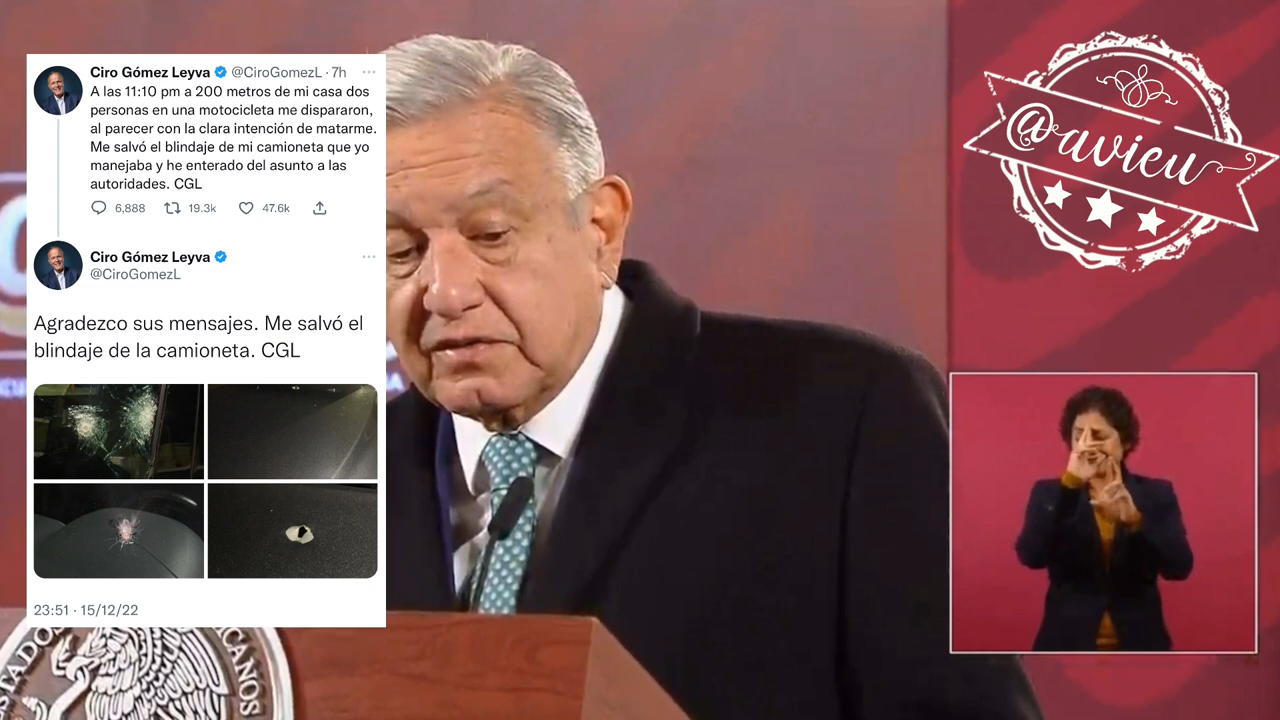 Ciro Gómez Leyva @CiroGomezL · 7h
A las 11:10 pm a 200 metros de mi casa dos
personas en una motocicleta me dispararon,
al parecer con la clara intención de matarme.
Me salvó el blindaje de mi camioneta que yo
manejaba y he enterado del asunto a las
autoridades. CGL
6,888 19.3k 47.6k
Ciro Gómez Leyva
@CiroGomezL
Agradezco sus mensajes. Me salvó el
blindaje de la camioneta. CGL
23:51 · 15/12/22
@avieu